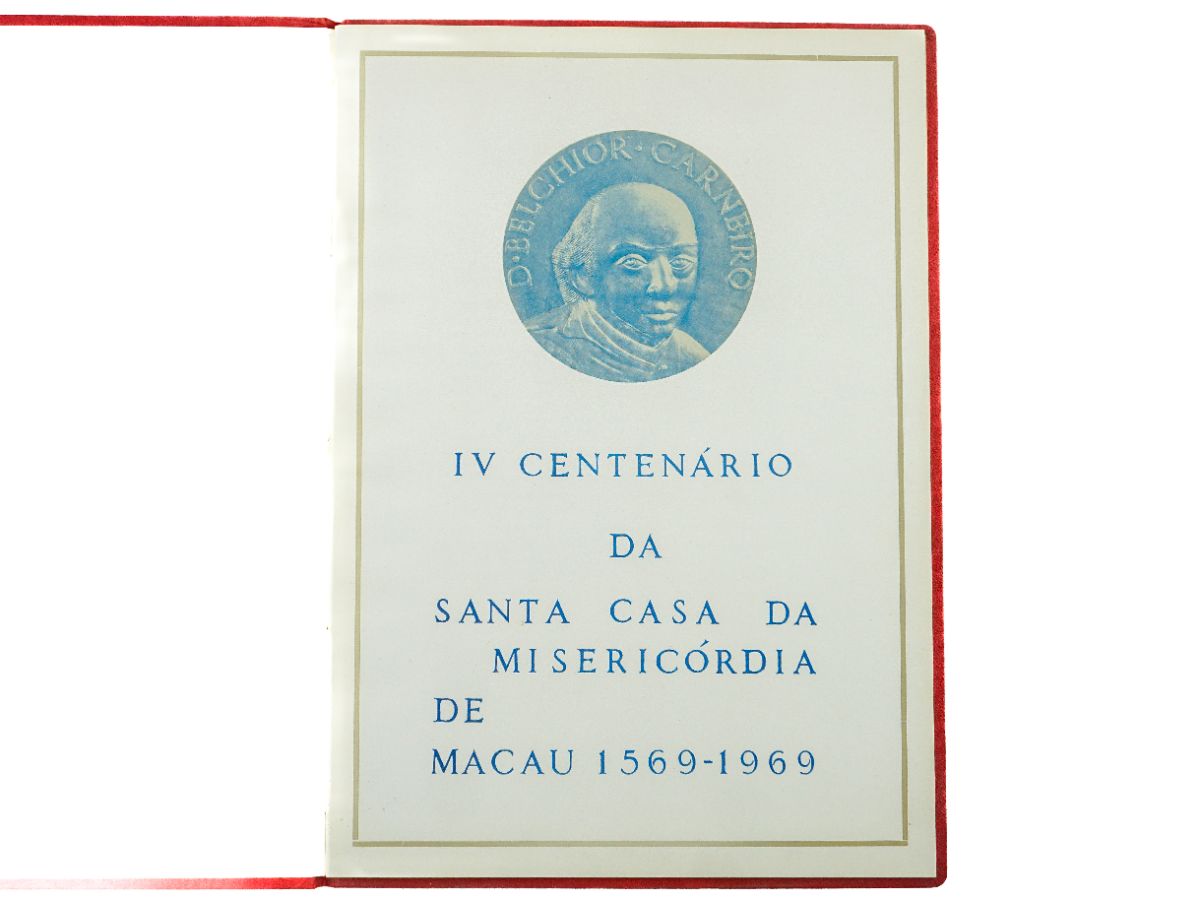 D · BELCHIOR · CARNEIRO
IV CENTENÁRIO
DA
SANTA CASA DA
MISERICÓRDIA
DE
MACAU 1569-1969